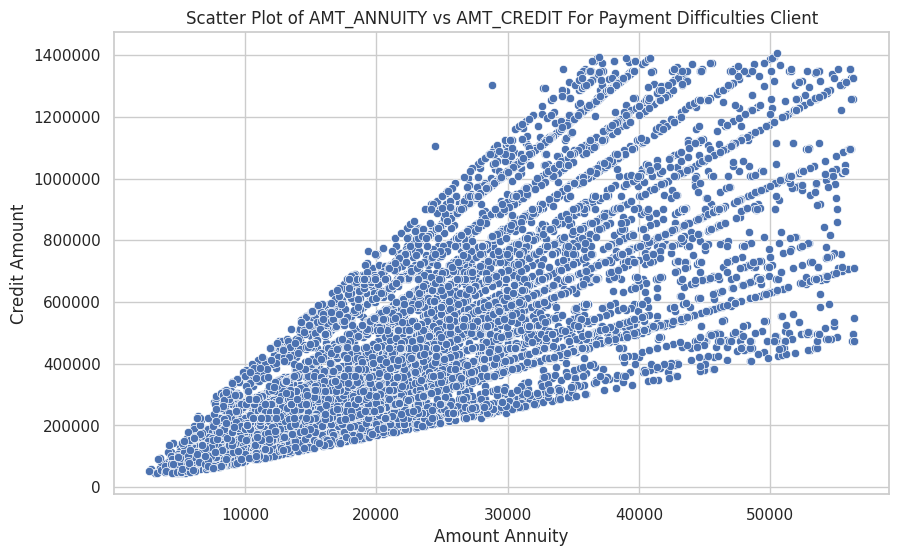 Scatter Plot of AMT_ANNUITY vs AMT_CREDIT For Payment Difficulties Client
1400000
1200000
1000000
800000
600000
400000
200000
0
Credit Amount
10000 20000 30000 40000 50000
Amount Annuity